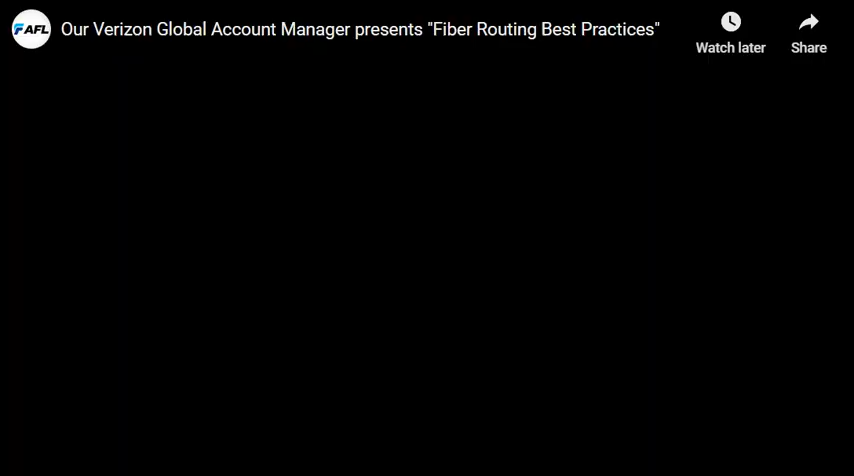 AFL
Our Verizon Global Account Manager presents "Fiber Routing Best Practices"
Watch later
Share